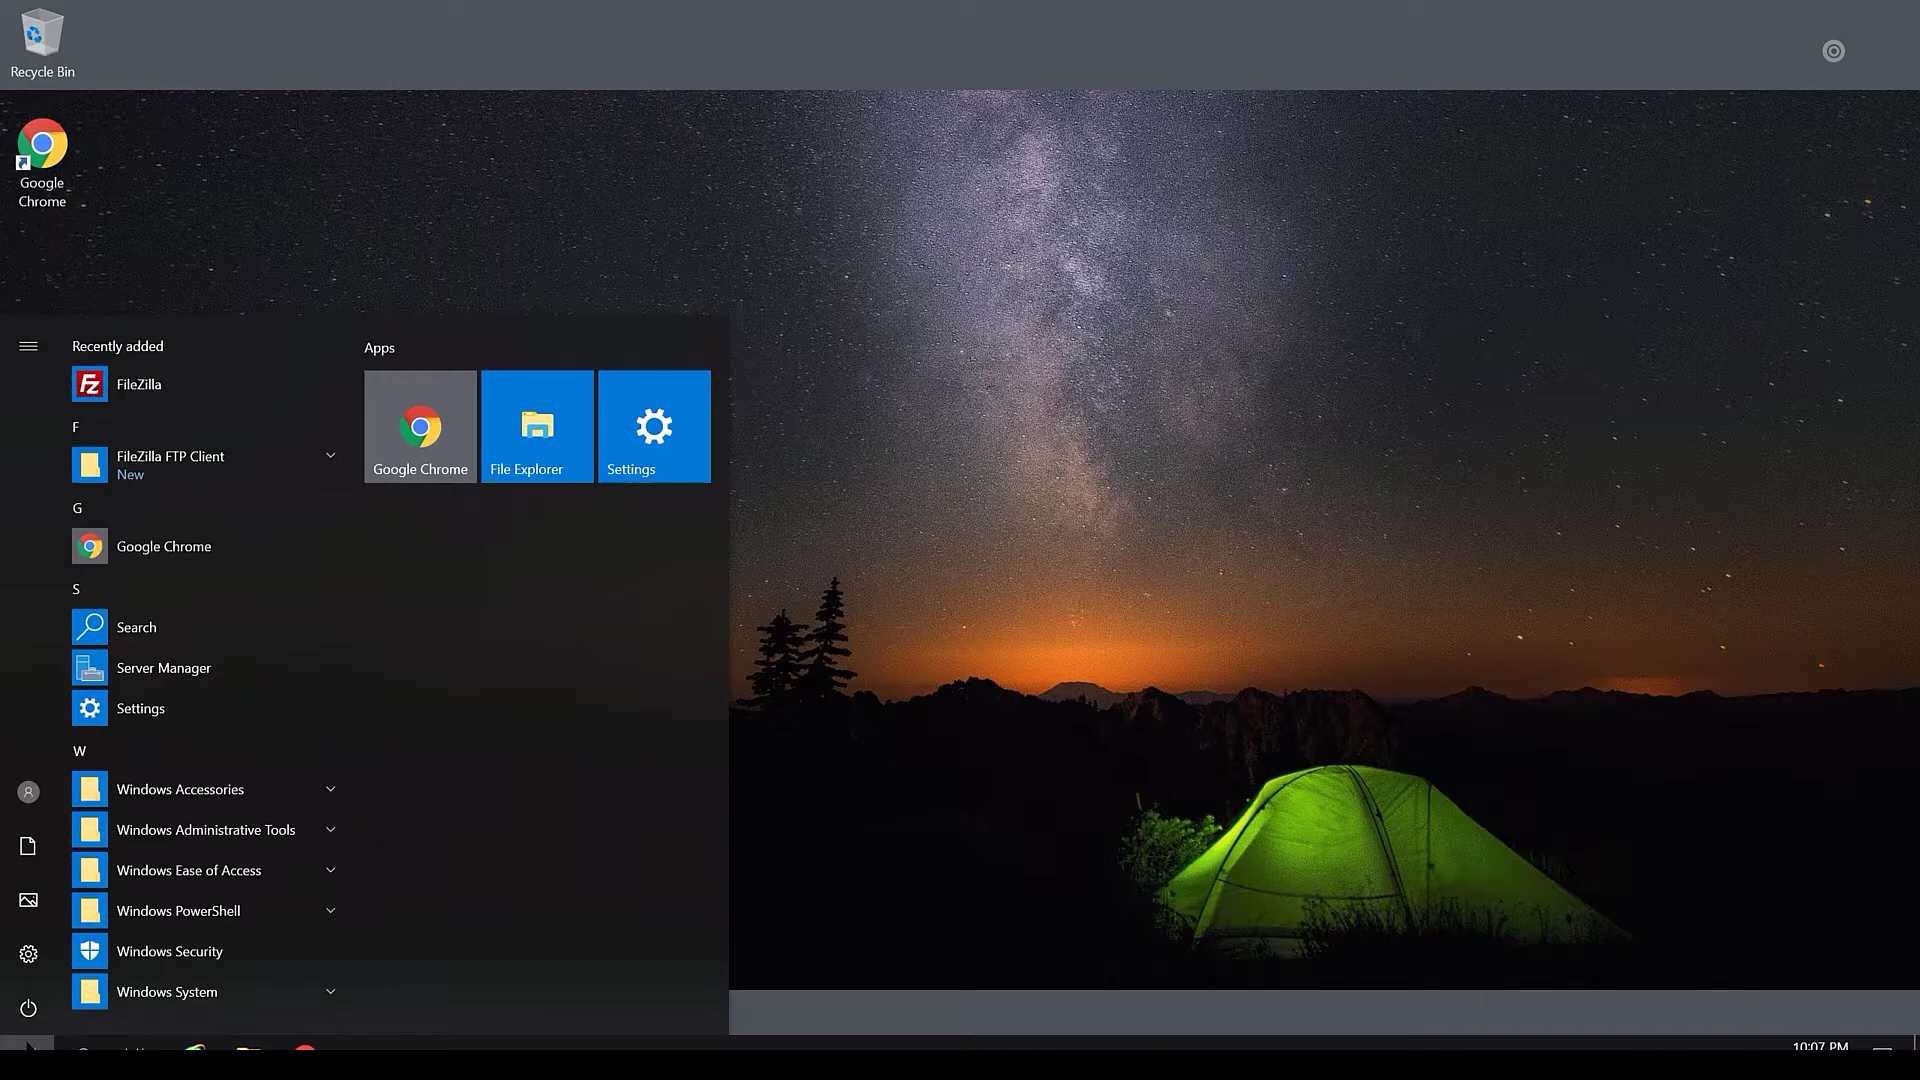 Recycle Bin
Google
Chrome
Recently added
FileZilla
F
FileZilla FTP Client
New
G
Google Chrome
S
Search
Server Manager
Settings
W
Windows Accessories
Windows Administrative Tools
Windows Ease of Access
Windows PowerShell
Windows Security
Windows System
Apps
Google Chrome
File Explorer
Settings
10:07 PM